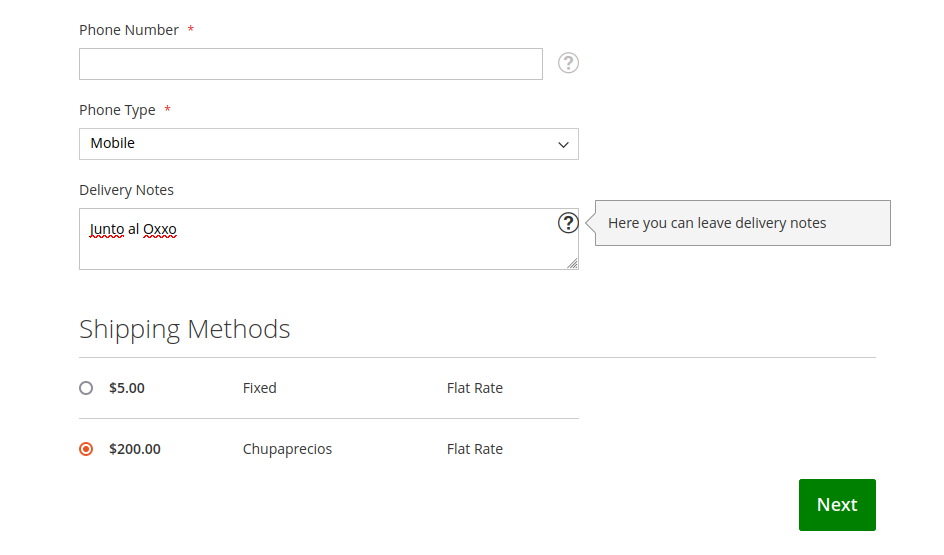 Phone Number *
?
Phone Type *
Mobile
Delivery Notes
Junto al Oxxo
?
Here you can leave delivery notes
Shipping Methods
$5.00 Fixed Flat Rate
$200.00 Chupaprecios Flat Rate
Next